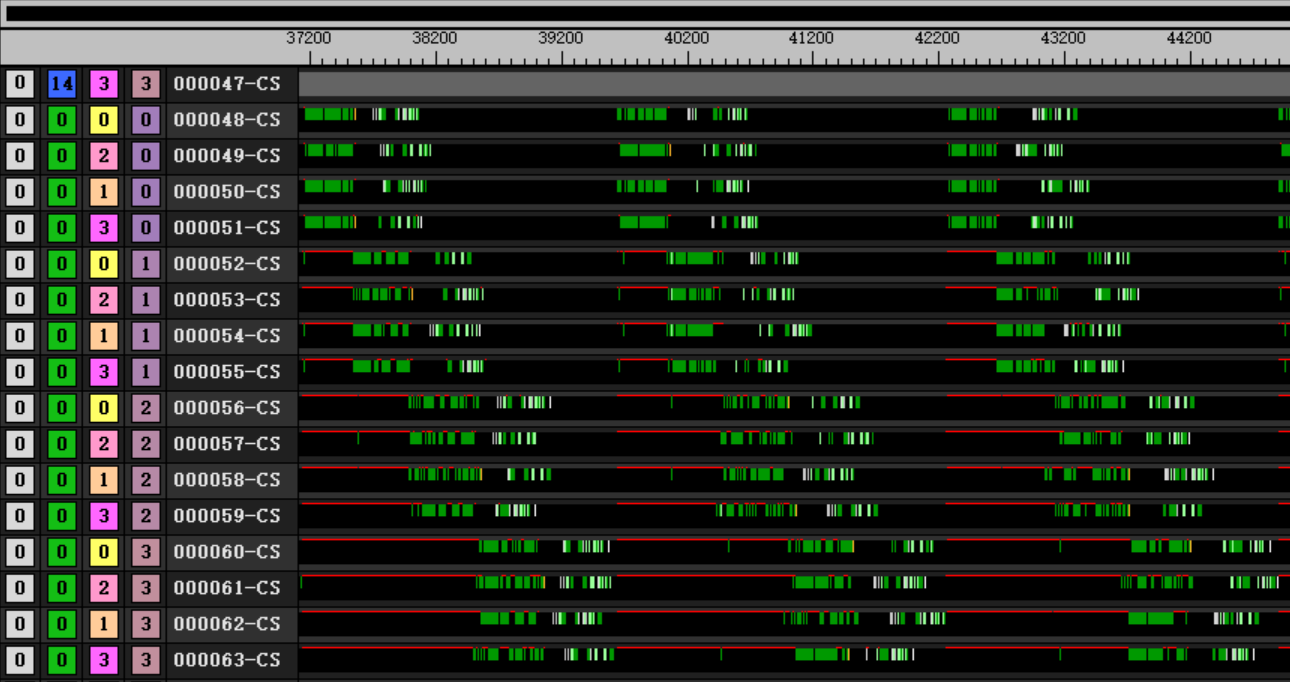 37200 38200 39200 40200 41200 42200 43200 44200
0 14 3 3 000047-CS
0 0 0 0 000048-CS
0 0 2 0 000049-CS
0 0 1 0 000050-CS
0 0 3 0 000051-CS
0 0 0 1 000052-CS
0 0 2 1 000053-CS
0 0 1 1 000054-CS
0 0 3 1 000055-CS
0 0 0 2 000056-CS
0 0 2 2 000057-CS
0 0 1 2 000058-CS
0 0 3 2 000059-CS
0 0 0 3 000060-CS
0 0 2 3 000061-CS
0 0 1 3 000062-CS
0 0 3 3 000063-CS